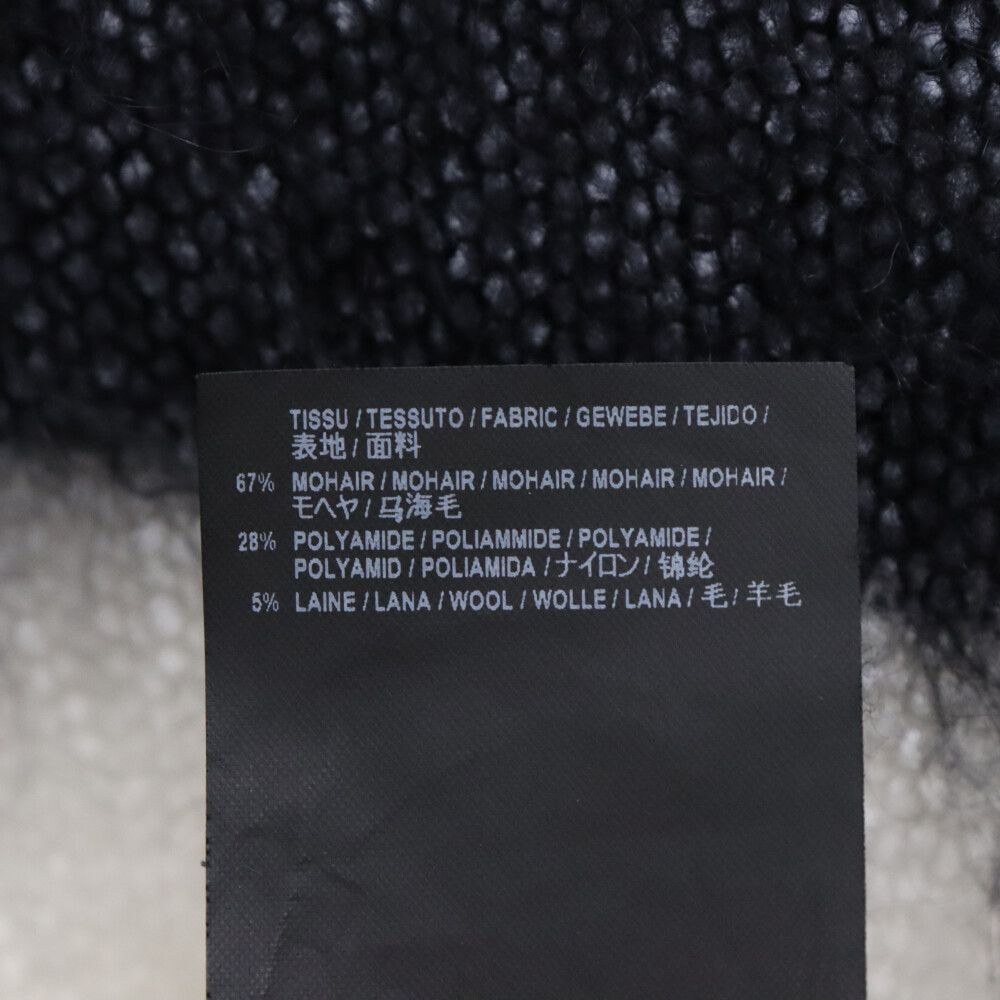 TISSU / TESSUTO / FABRIC / GEWEBE / TEJIDO /
表地 / 面料
67% MOHAIR / MOHAIR / MOHAIR / MOHAIR / MOHAIR /
モヘヤ / 马海毛
28% POLYAMIDE / POLIAMMIDE / POLYAMIDE /
POLYAMID / POLIAMIDA / ナイロン / 锦纶
5% LAINE / LANA / WOOL / WOLLE / LANA / 毛 / 羊毛